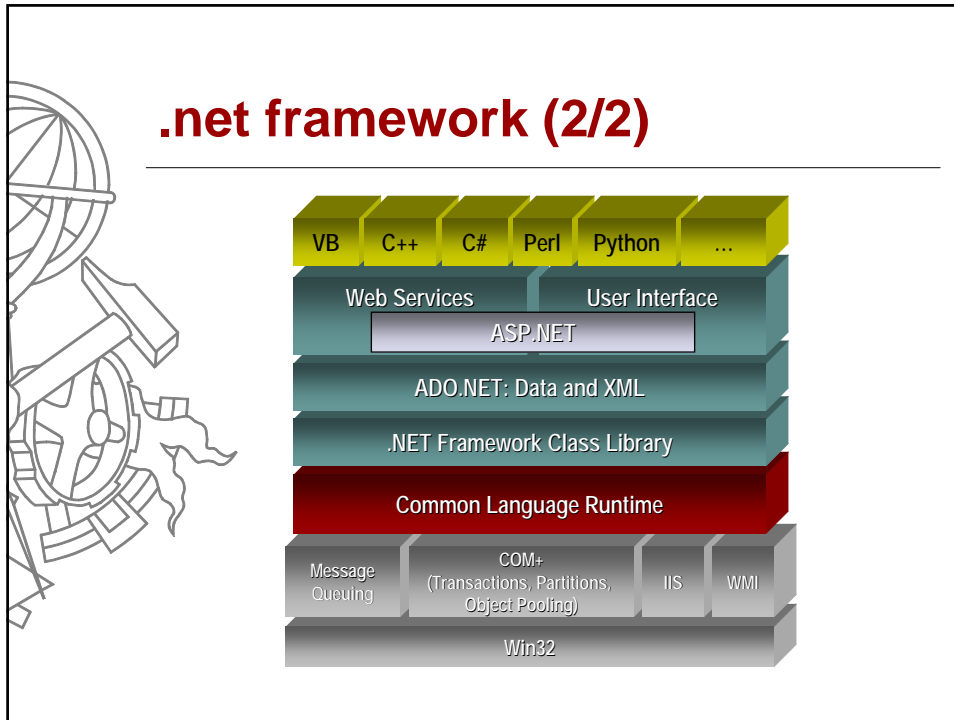 .net framework (2/2)
VB C++ C# Perl Python ...
Web Services User Interface
ASP.NET
ADO.NET: Data and XML
.NET Framework Class Library
Common Language Runtime
Message
Queuing
COM+
(Transactions, Partitions,
Object Pooling)
IIS
WMI
Win32